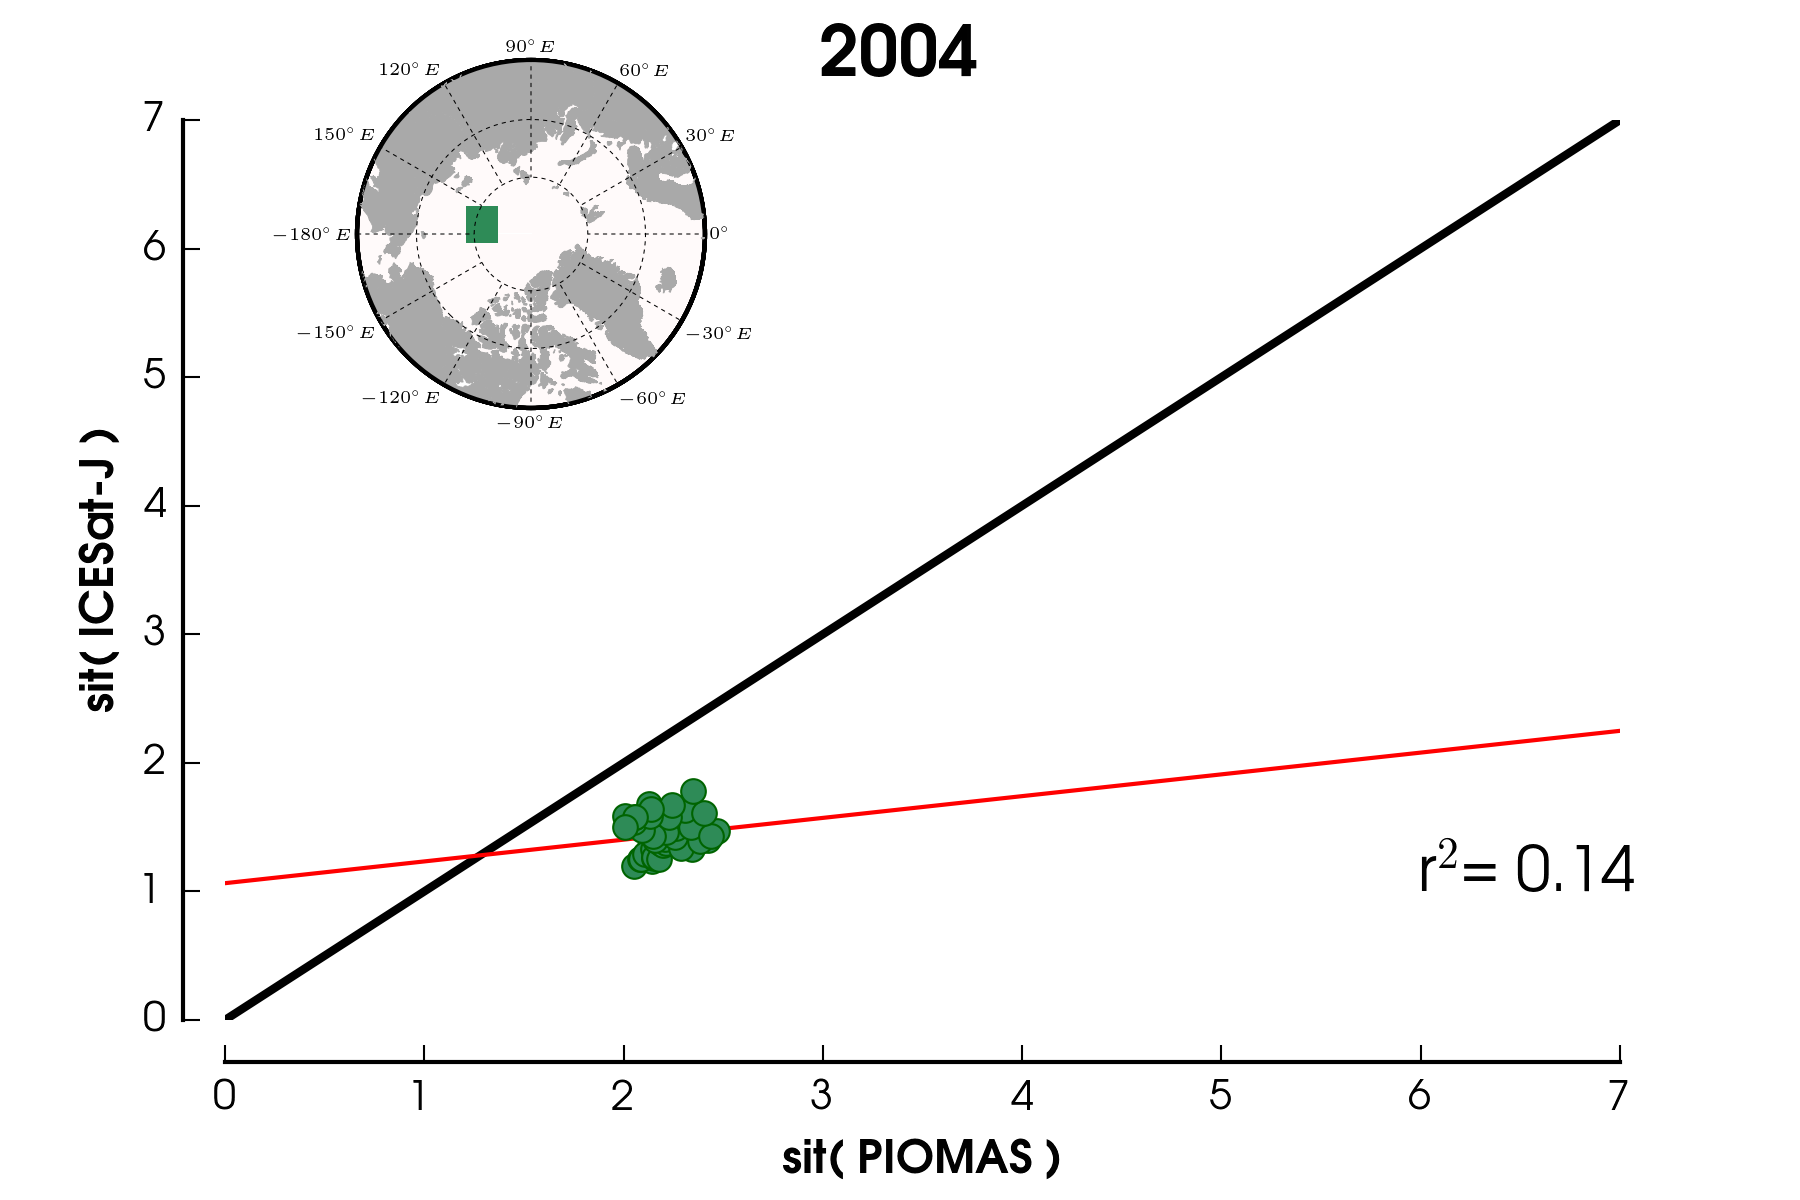 2004
90° E
120° E
60° E
150° E
30° E
−180° E
0°
−150° E
−30° E
−120° E
−60° E
−90° E
7
6
5
4
3
2
1
0
sit( ICESat-J )
r²= 0.14
0 1 2 3 4 5 6 7
sit( PIOMAS )